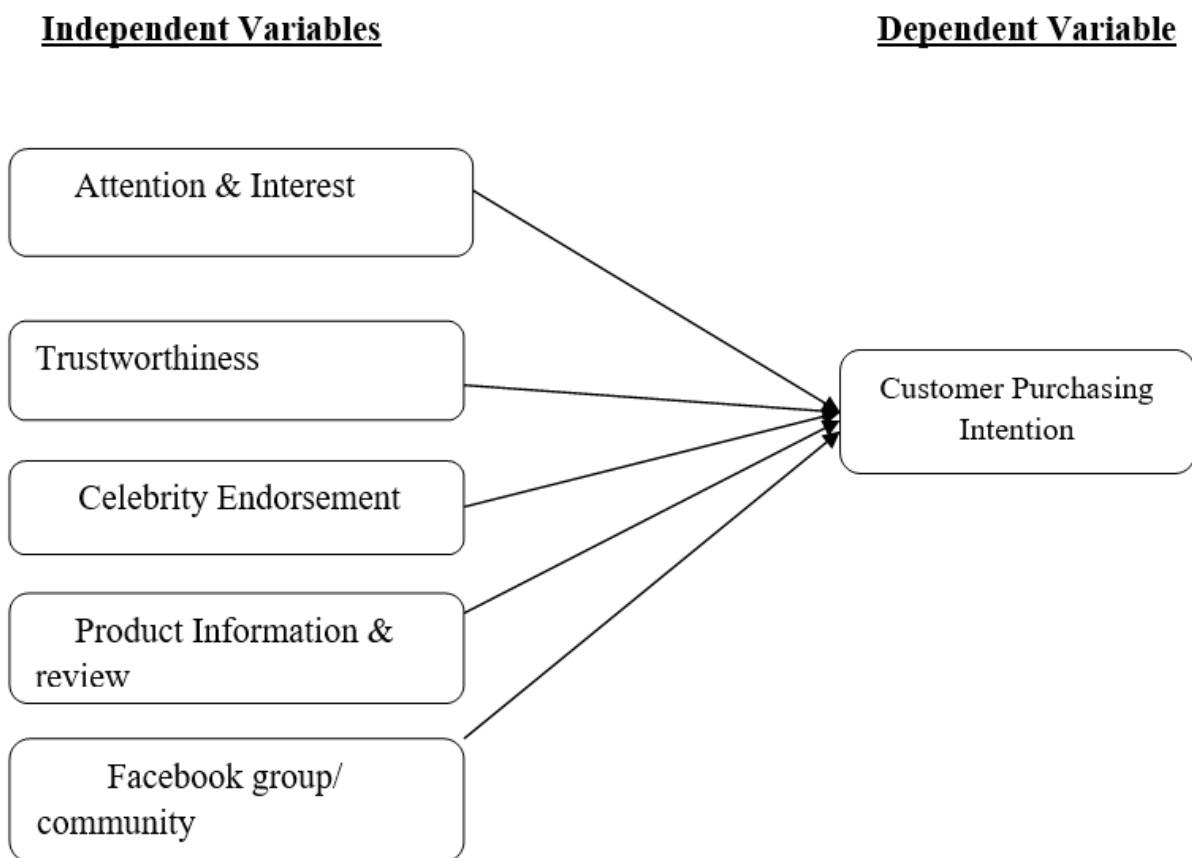 Independent Variables
Dependent Variable
Attention & Interest
Trustworthiness
Celebrity Endorsement
Product Information &
review
Facebook group/
community
Customer Purchasing
Intention